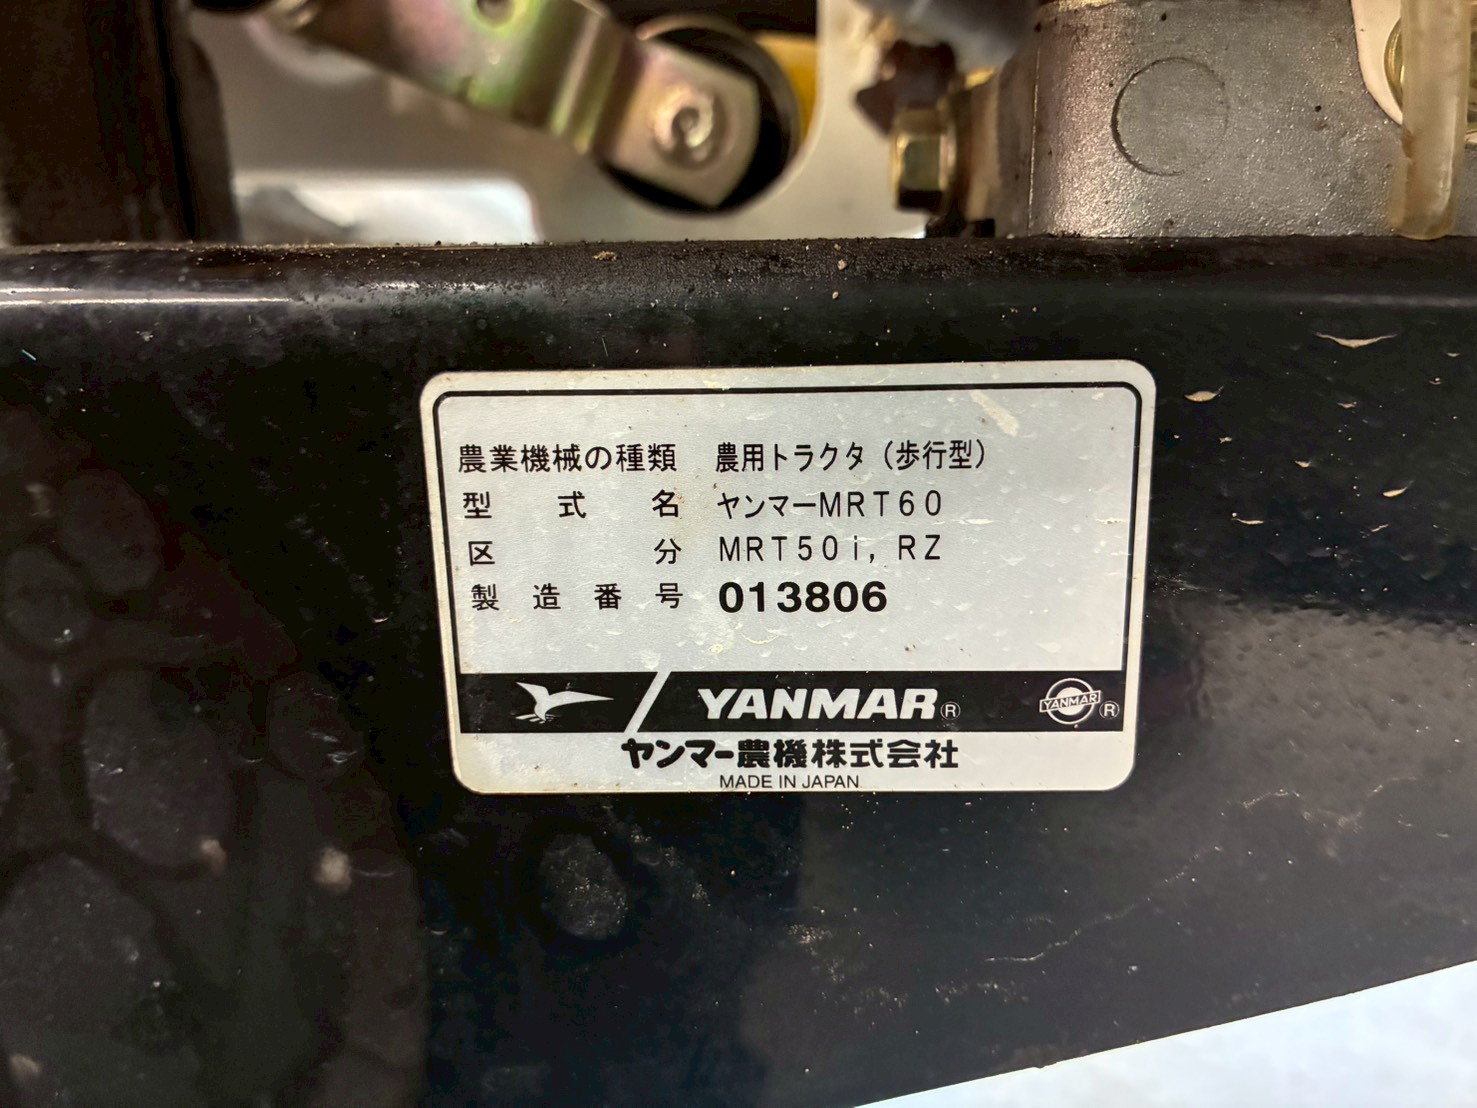 農業機械の種類 農用トラクタ(歩行型)
型式名 ヤンマーMRT60
区分 MRT50i, RZ
製造番号 013806
YANMAR® YANMAR®
ヤンマー農機株式会社
MADE IN JAPAN